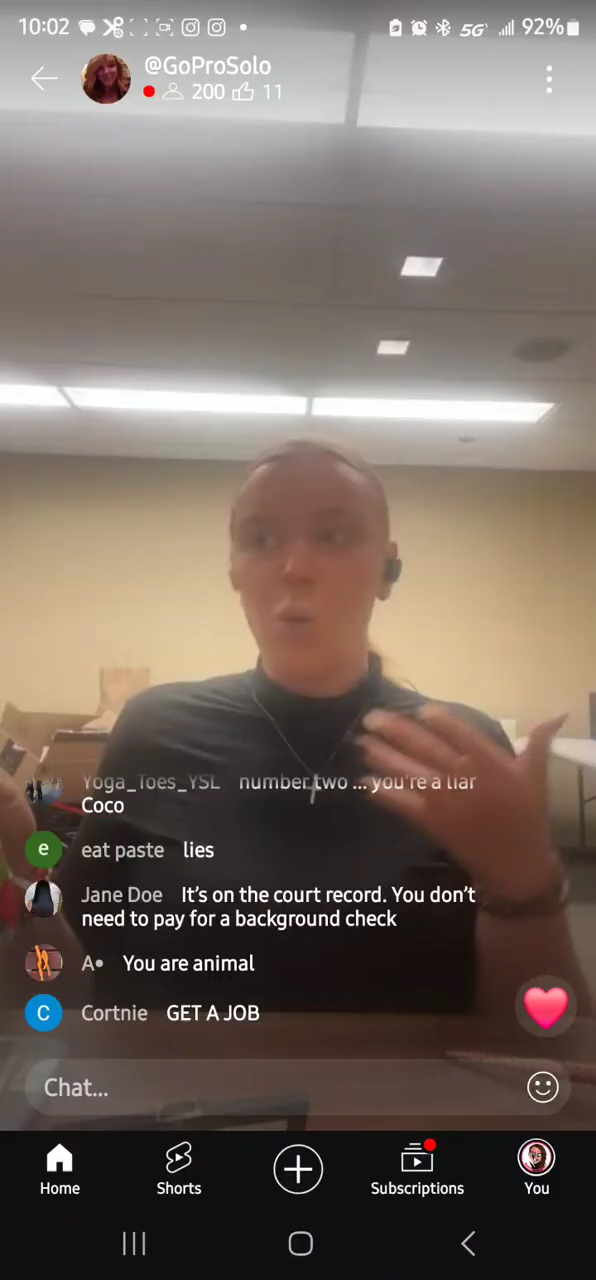 10:02 5G 92%
@GoProSolo
200 11
Yoga_Toes_YSL number two ... you're a liar
Coco
e eat paste lies
Jane Doe It's on the court record. You don't
need to pay for a background check
A• You are animal
C Cortnie GET A JOB
Chat...
Home Shorts Subscriptions You